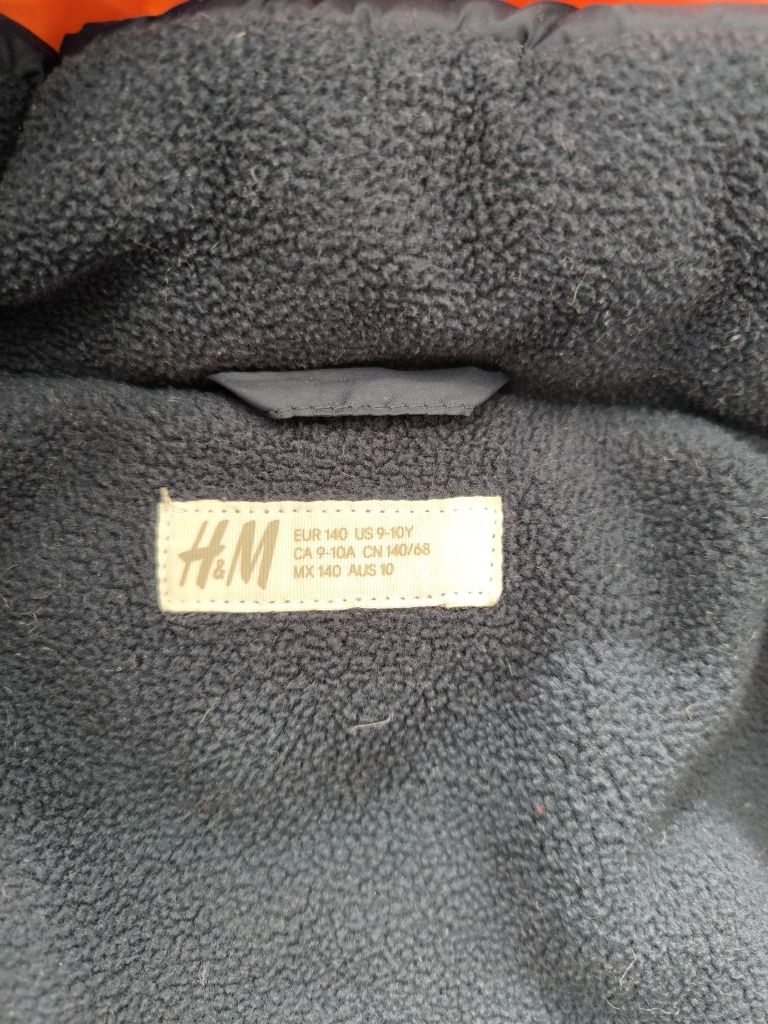 H&M
EUR 140 US 9-10Y
CA 9-10A CN 140/68
MX 140 AUS 10